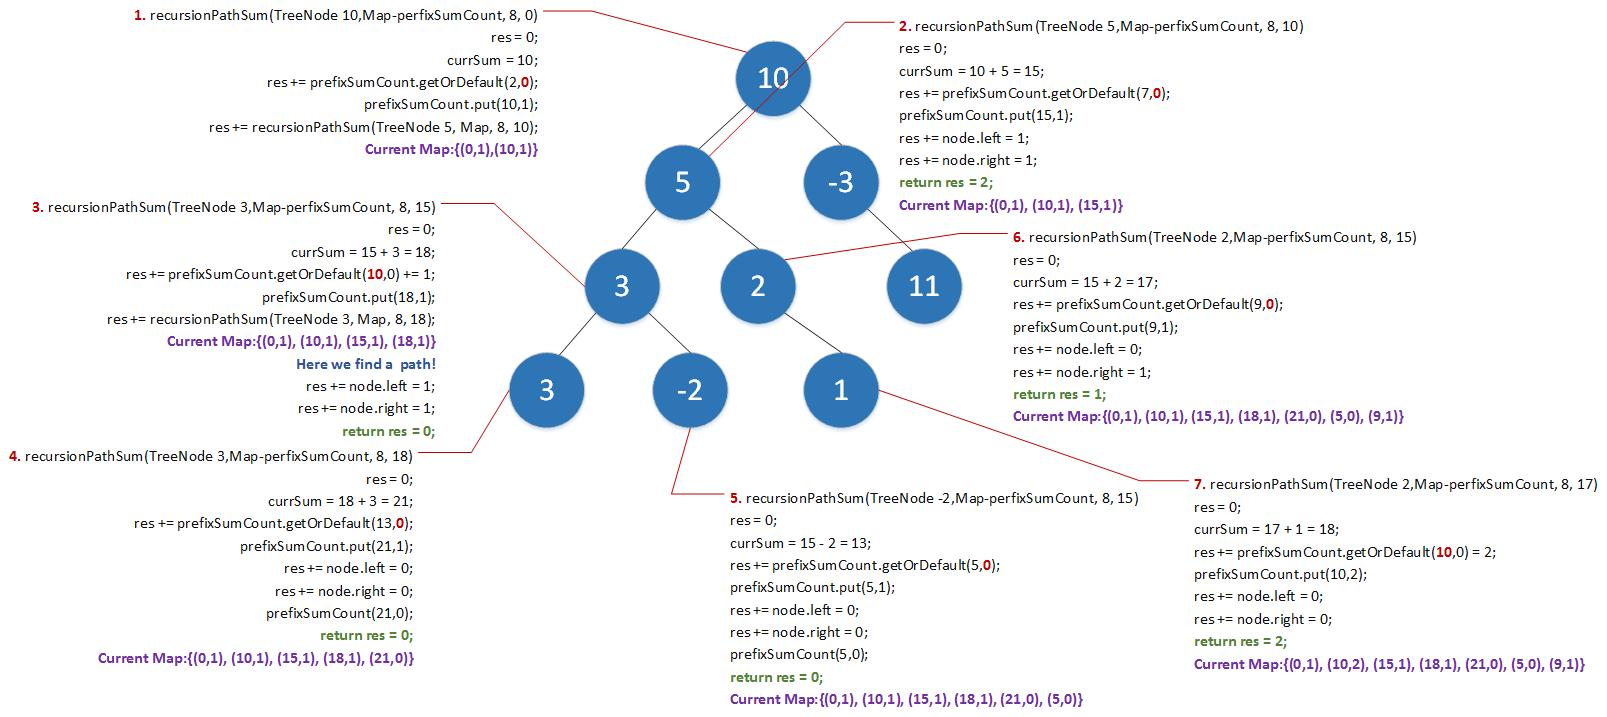 1. recursionPathSum(TreeNode 10,Map-perfixSumCount, 8, 0)
res = 0;
currSum = 10;
res += prefixSumCount.getOrDefault(2,0);
prefixSumCount.put(10,1);
res += recursionPathSum(TreeNode 5, Map, 8, 10);
Current Map:{(0,1),(10,1)}
2. recursionPathSum(TreeNode 5,Map-perfixSumCount, 8, 10)
res = 0;
currSum = 10 + 5 = 15;
res += prefixSumCount.getOrDefault(7,0);
prefixSumCount.put(15,1);
res += node.left = 1;
res += node.right = 1;
return res = 2;
Current Map:{(0,1), (10,1), (15,1)}
10
5
-3
3
2
11
3
-2
1
3. recursionPathSum(TreeNode 3,Map-perfixSumCount, 8, 15)
res = 0;
currSum = 15 + 3 = 18;
res += prefixSumCount.getOrDefault(10,0) += 1;
prefixSumCount.put(18,1);
res += recursionPathSum(TreeNode 3, Map, 8, 18);
Current Map:{(0,1), (10,1), (15,1), (18,1)}
Here we find a path!
res += node.left = 1;
res += node.right = 1;
return res = 0;
6. recursionPathSum(TreeNode 2,Map-perfixSumCount, 8, 15)
res = 0;
currSum = 15 + 2 = 17;
res += prefixSumCount.getOrDefault(9,0);
prefixSumCount.put(9,1);
res += node.left = 0;
res += node.right = 1;
return res = 1;
Current Map:{(0,1), (10,1), (15,1), (18,1), (21,0), (5,0), (9,1)}
4. recursionPathSum(TreeNode 3,Map-perfixSumCount, 8, 18)
res = 0;
currSum = 18 + 3 = 21;
res += prefixSumCount.getOrDefault(13,0);
prefixSumCount.put(21,1);
res += node.left = 0;
res += node.right = 0;
prefixSumCount(21,0);
return res = 0;
Current Map:{(0,1), (10,1), (15,1), (18,1), (21,0)}
5. recursionPathSum(TreeNode -2,Map-perfixSumCount, 8, 15)
res = 0;
currSum = 15 - 2 = 13;
res += prefixSumCount.getOrDefault(5,0);
prefixSumCount.put(5,1);
res += node.left = 0;
res += node.right = 0;
prefixSumCount(5,0);
return res = 0;
Current Map:{(0,1), (10,1), (15,1), (18,1), (21,0), (5,0)}
7. recursionPathSum(TreeNode 2,Map-perfixSumCount, 8, 17)
res = 0;
currSum = 17 + 1 = 18;
res += prefixSumCount.getOrDefault(10,0) = 2;
prefixSumCount.put(10,2);
res += node.left = 0;
res += node.right = 0;
return res = 2;
Current Map:{(0,1), (10,2), (15,1), (18,1), (21,0), (5,0), (9,1)}